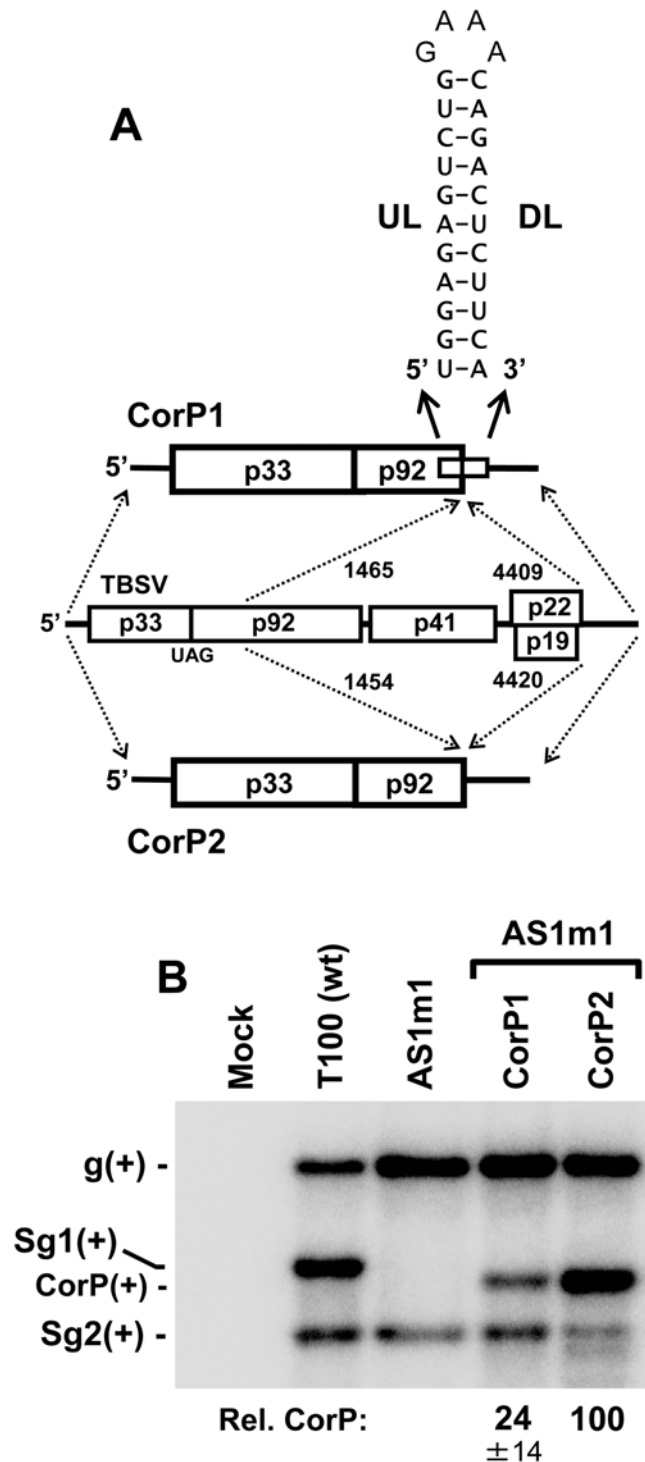 A A
G A
G–C
A
U–A
C–G
U–A
G–C
UL A–U DL
G–C
A–U
G–U
G–C
5’ U–A 3’
CorP1
5’ p33 p92
TBSV 1465 4409
5’ p33 p92 p41 p22
p19
UAG
1454 4420
5’ p33 p92
CorP2
B
AS1m1
Mock T100 (wt) AS1m1 CorP1 CorP2
g(+) -
Sg1(+)
CorP(+) -
Sg2(+) -
Rel. CorP: 24 100
±14